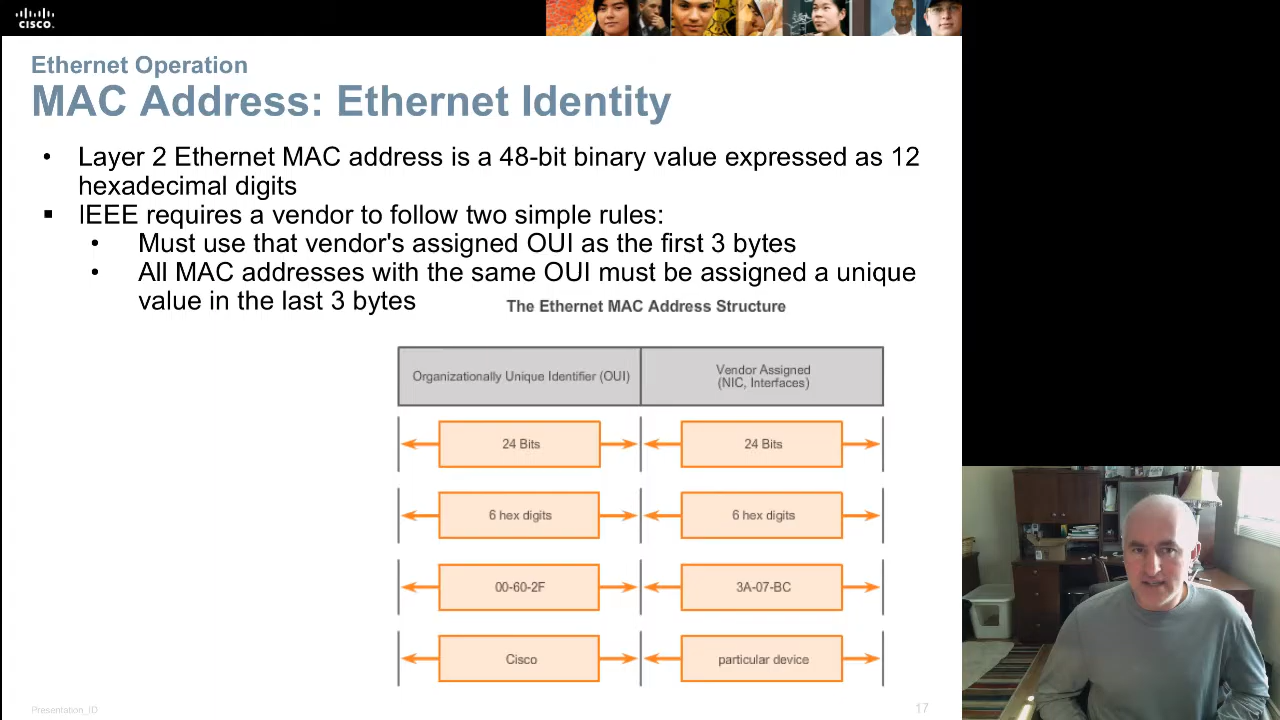 CISCO
Ethernet Operation
MAC Address: Ethernet Identity
• Layer 2 Ethernet MAC address is a 48-bit binary value expressed as 12
hexadecimal digits
▪ IEEE requires a vendor to follow two simple rules:
• Must use that vendor's assigned OUI as the first 3 bytes
• All MAC addresses with the same OUI must be assigned a unique
value in the last 3 bytes
The Ethernet MAC Address Structure
Organizationally Unique Identifier (OUI)
Vendor Assigned
(NIC, Interfaces)
24 Bits
24 Bits
6 hex digits
6 hex digits
00-60-2F
3A-07-BC
Cisco
particular device
Presentation_ID
17